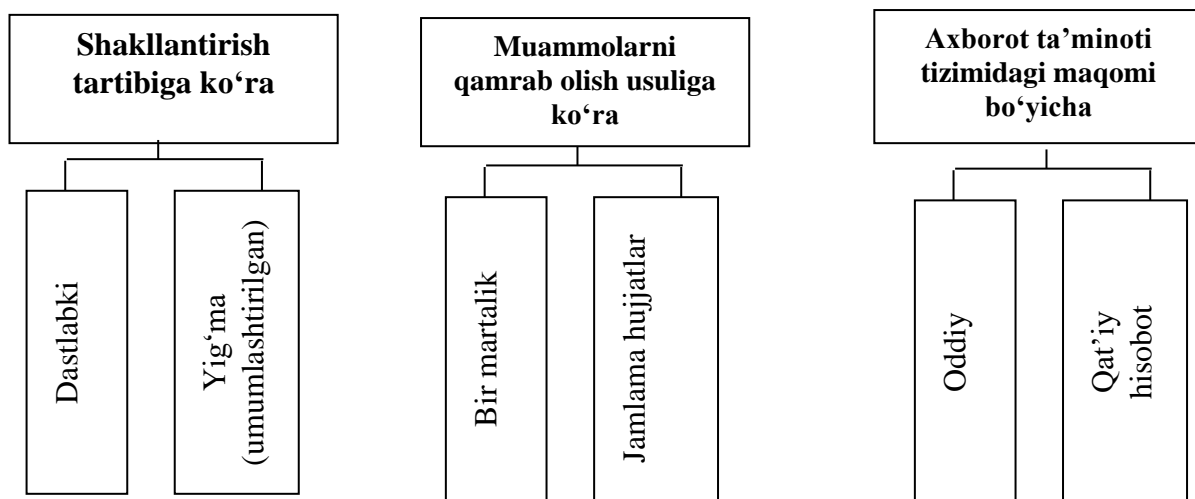 Shakllantirish
tartibiga ko‘ra
Muammolarni
qamrab olish usuliga
ko‘ra
Axborot ta’minoti
tizimidagi maqomi
bo‘yicha
Dastlabki
Yig‘ma
(umumlashtirilgan)
Bir martalik
Jamlama hujjatlar
Oddiy
Qat’iy
hisobot